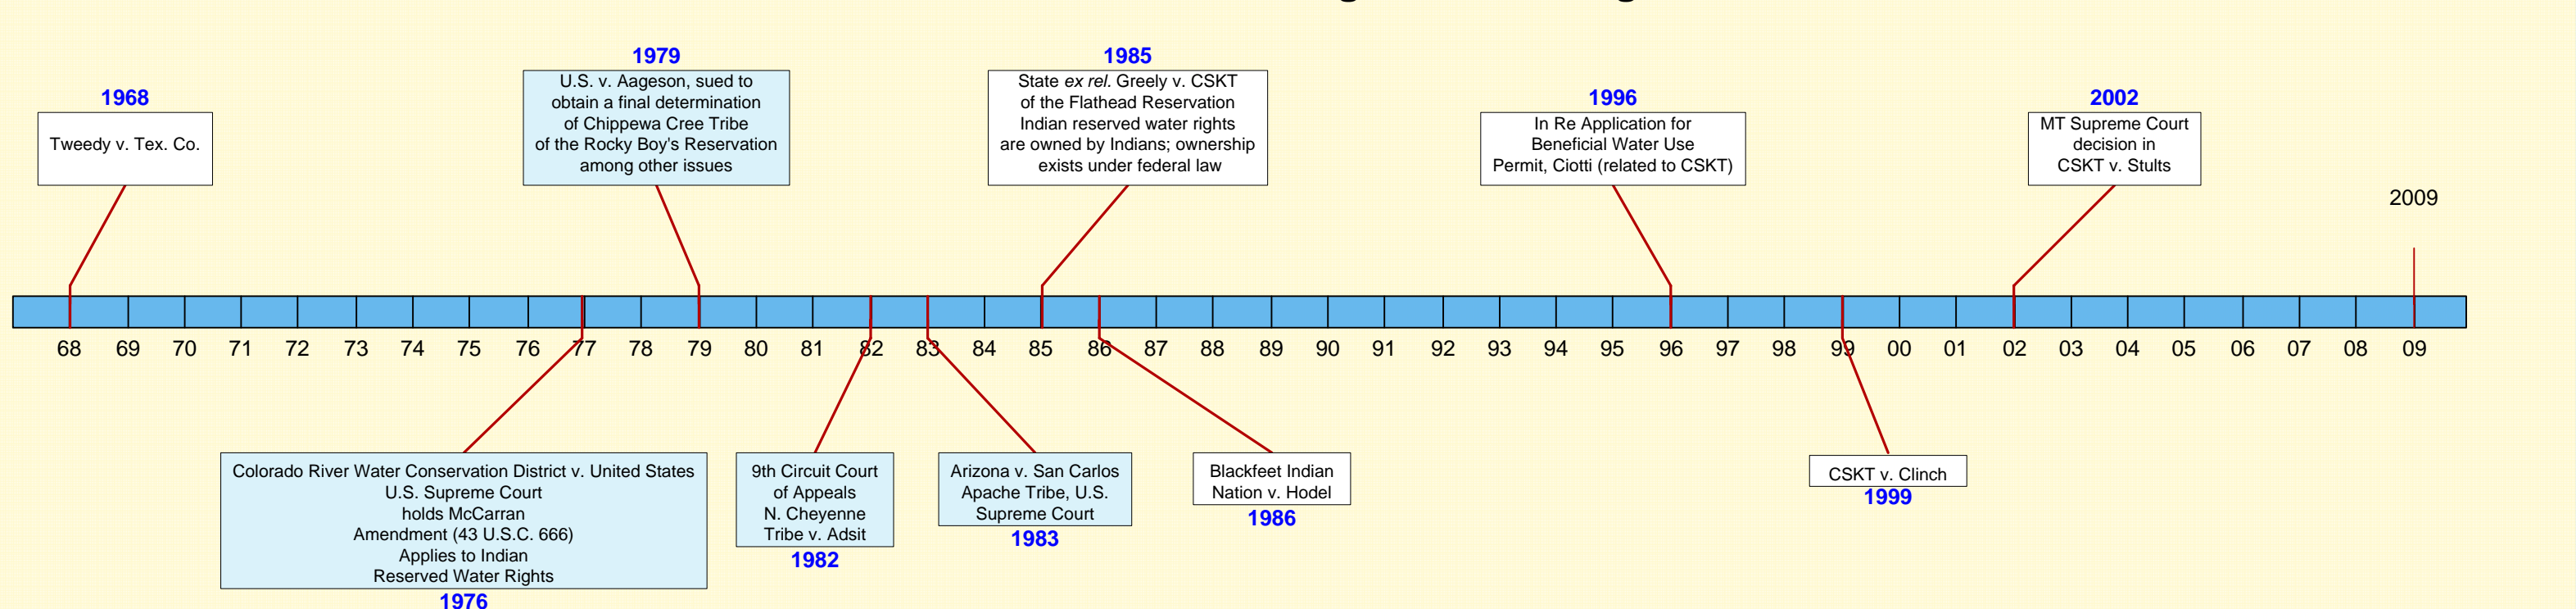 1968
Tweedy v. Tex. Co.
1979
U.S. v. Aageson, sued to
obtain a final determination
of Chippewa Cree Tribe
of the Rocky Boy's Reservation
among other issues
1985
State ex rel. Greely v. CSKT
of the Flathead Reservation
Indian reserved water rights
are owned by Indians; ownership
exists under federal law
1996
In Re Application for
Beneficial Water Use
Permit, Ciotti (related to CSKT)
2002
MT Supreme Court
decision in
CSKT v. Stults
2009
68 69 70 71 72 73 74 75 76 77 78 79 80 81 82 83 84 85 86 87 88 89 90 91 92 93 94 95 96 97 98 99 00 01 02 03 04 05 06 07 08 09
Colorado River Water Conservation District v. United States
U.S. Supreme Court
holds McCarran
Amendment (43 U.S.C. 666)
Applies to Indian
Reserved Water Rights
1976
9th Circuit Court
of Appeals
N. Cheyenne
Tribe v. Adsit
1982
Arizona v. San Carlos
Apache Tribe, U.S.
Supreme Court
1983
Blackfeet Indian
Nation v. Hodel
1986
CSKT v. Clinch
1999